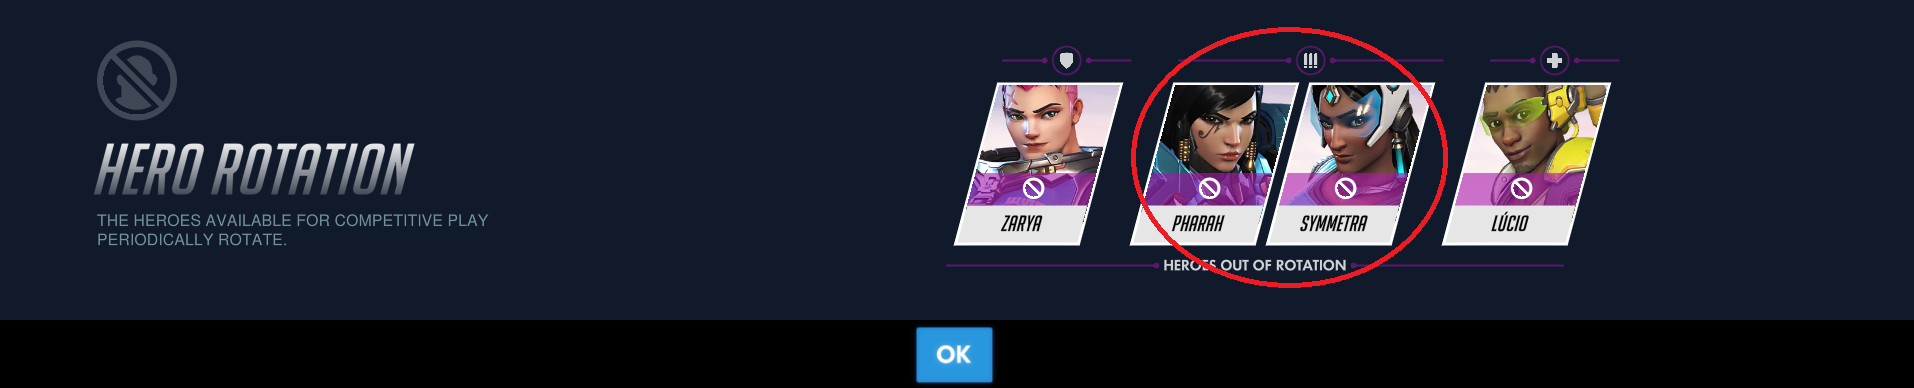 HERO ROTATION
THE HEROES AVAILABLE FOR COMPETITIVE PLAY
PERIODICALLY ROTATE.
ZARYA
PHARAH
SYMMETRA
LÚCIO
HEROES OUT OF ROTATION
OK